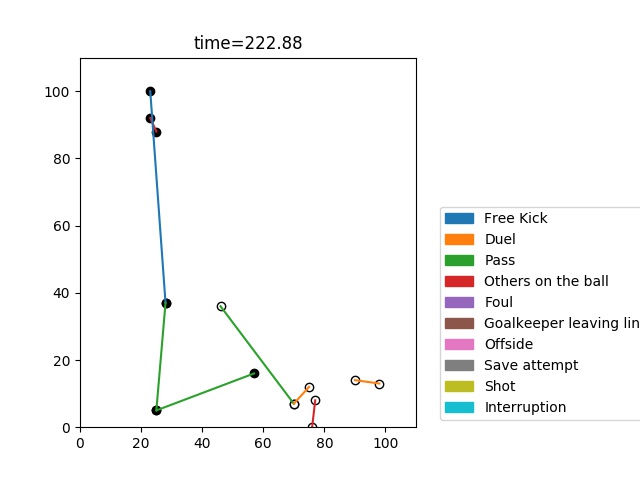 time=222.88
100
80
60
40
20
0
0 20 40 60 80 100
Free Kick
Duel
Pass
Others on the ball
Foul
Goalkeeper leaving lin
Offside
Save attempt
Shot
Interruption